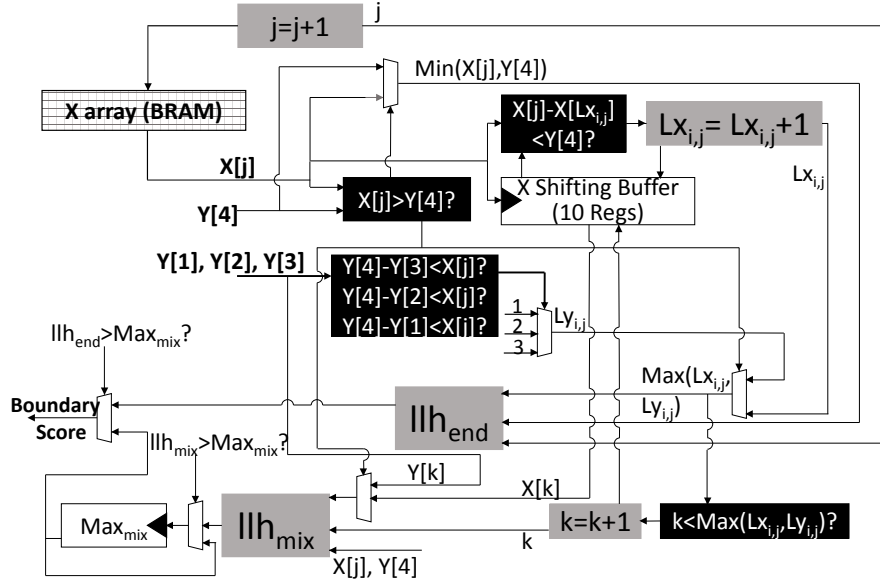 j=j+1
j
Min(X[j],Y[4])
X array (BRAM)
X[j]-X[Lxi,j]
<Y[4]?
Lxi,j= Lxi,j+1
X[j]
Lxi,j
X[j]>Y[4]?
X Shifting Buffer
(10 Regs)
Y[4]
Y[1], Y[2], Y[3]
Y[4]-Y[3]<X[j]?
Y[4]-Y[2]<X[j]?
Y[4]-Y[1]<X[j]?
1
2
3
Lyi,j
llhend>Maxmix?
Max(Lxi,j,
Lyi,j)
Boundary
Score
llhend
llhmix>Maxmix?
Y[k]
X[k]
Maxmix
llhmix
k
k=k+1
k<Max(Lxi,j,Lyi,j)?
X[j], Y[4]